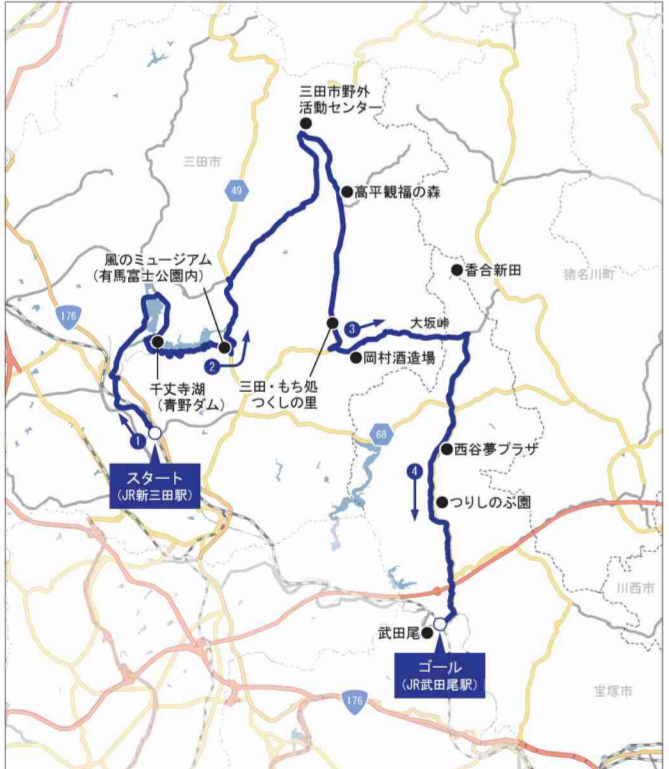 三田市野外
活動センター
三田市
49
高平観福の森
風のミュージアム
（有馬富士公園内）
香合新田
猪名川町
176
3
大坂峠
2
岡村酒造場
千丈寺湖
（青野ダム）
三田・もち処
つくしの里
1
68
西谷夢プラザ
スタート
（JR新三田駅）
4
つりしのぶ園
川西市
武田尾
ゴール
（JR武田尾駅）
宝塚市
176